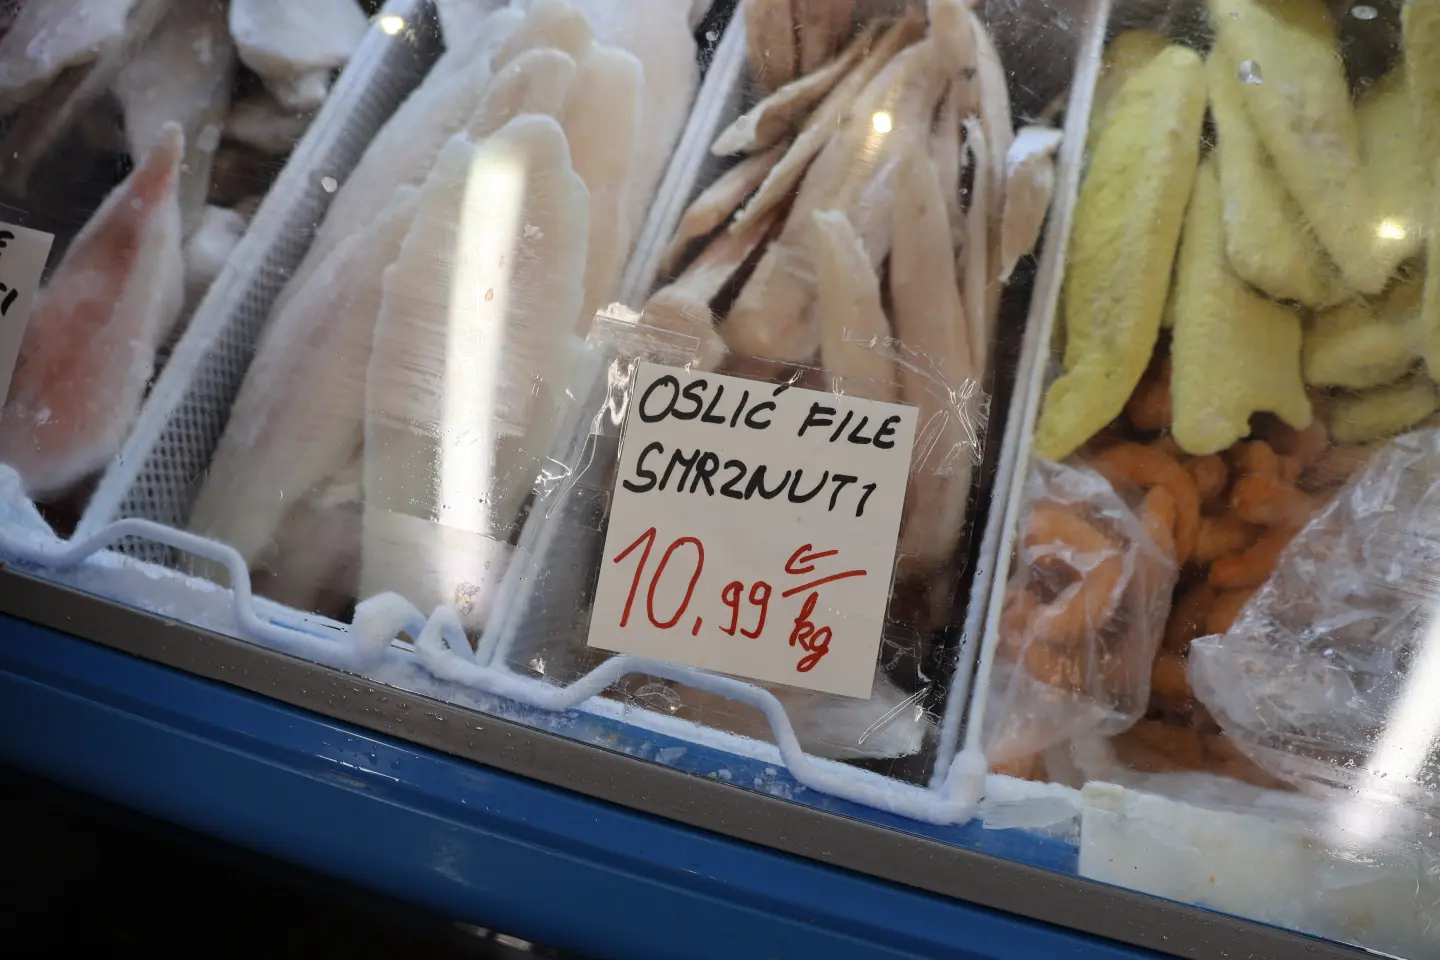 OSLIĆ FILE
SMRZNUTI
10,99 €/kg